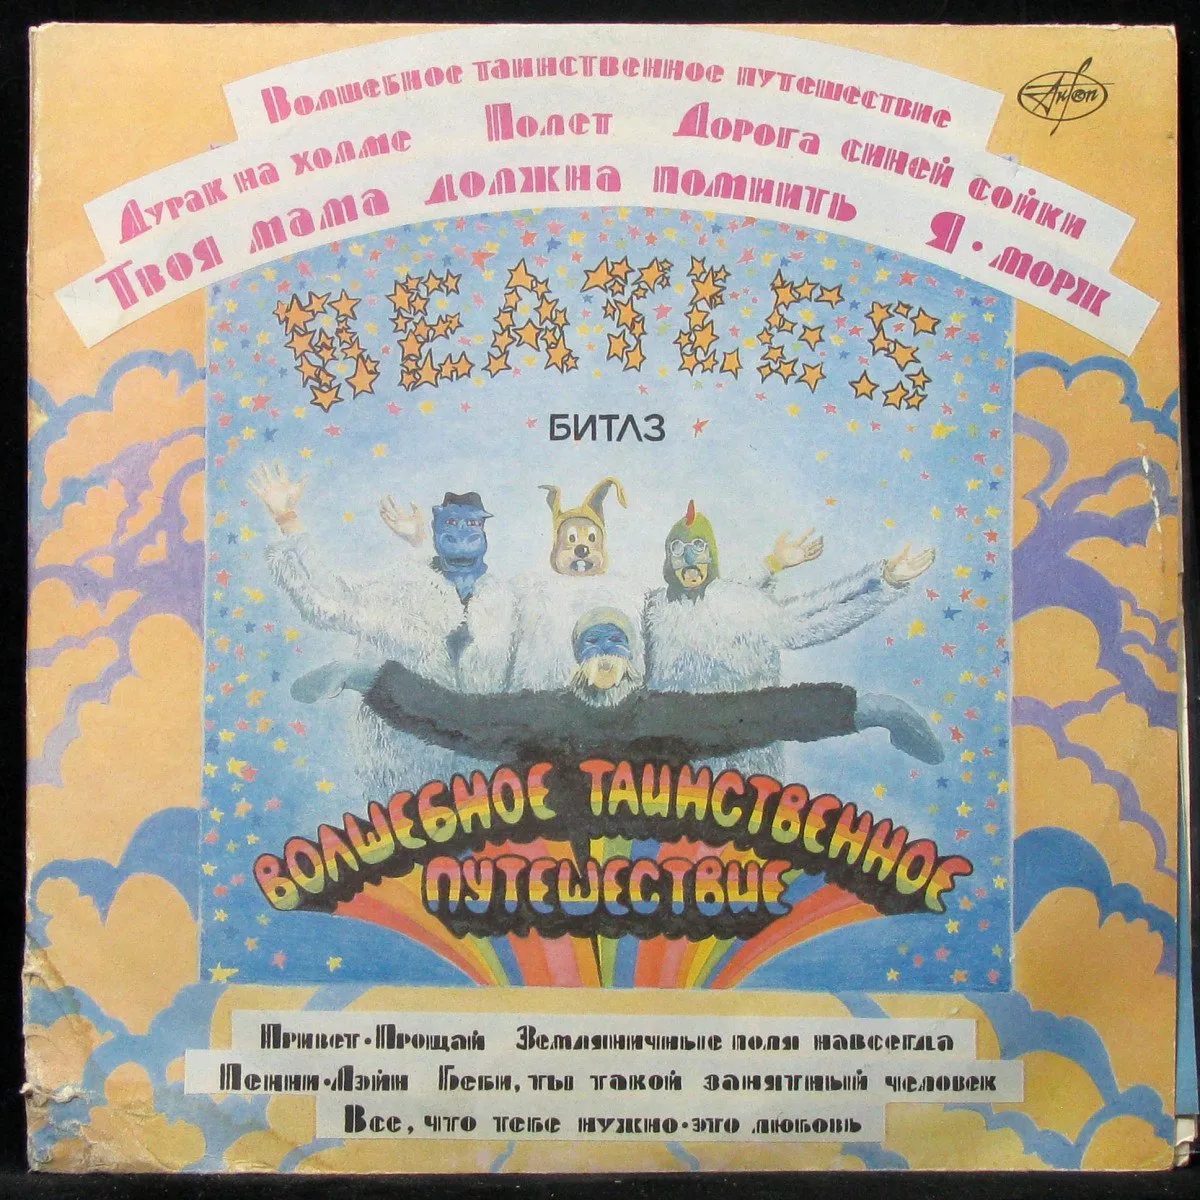 Волшебное таинственное путешествие
Antrop
Дурак на холме Полет Дорога синей сойки
Твоя мама должна помнить Я·морж
BEATLES
БИТЛЗ
ВОЛШЕБНОЕ ТАИНСТВЕННОЕ
ПУТЕШЕСТВИЕ
Привет·Прощай Земляничные поля навсегда
Пенни·Лэйн Беби, ты такой занятный человек
Все, что тебе нужно·это любовь